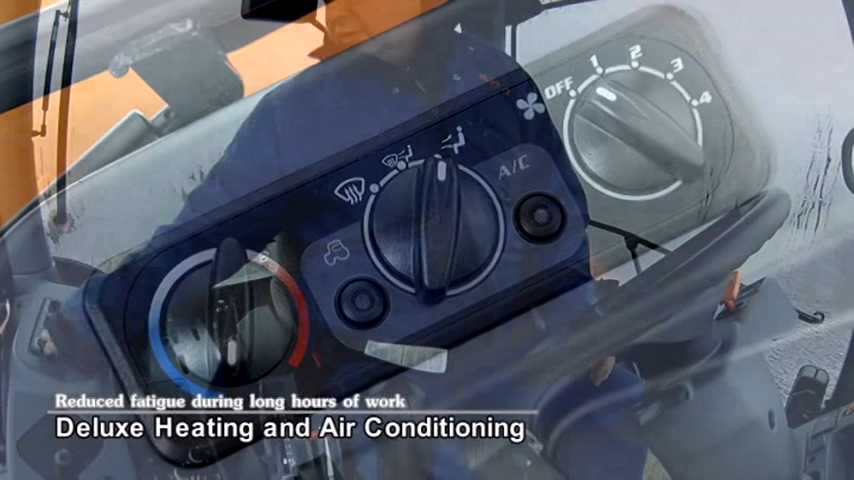 OFF 1 2 3 4
A/C
Reduced fatigue during long hours of work
Deluxe Heating and Air Conditioning